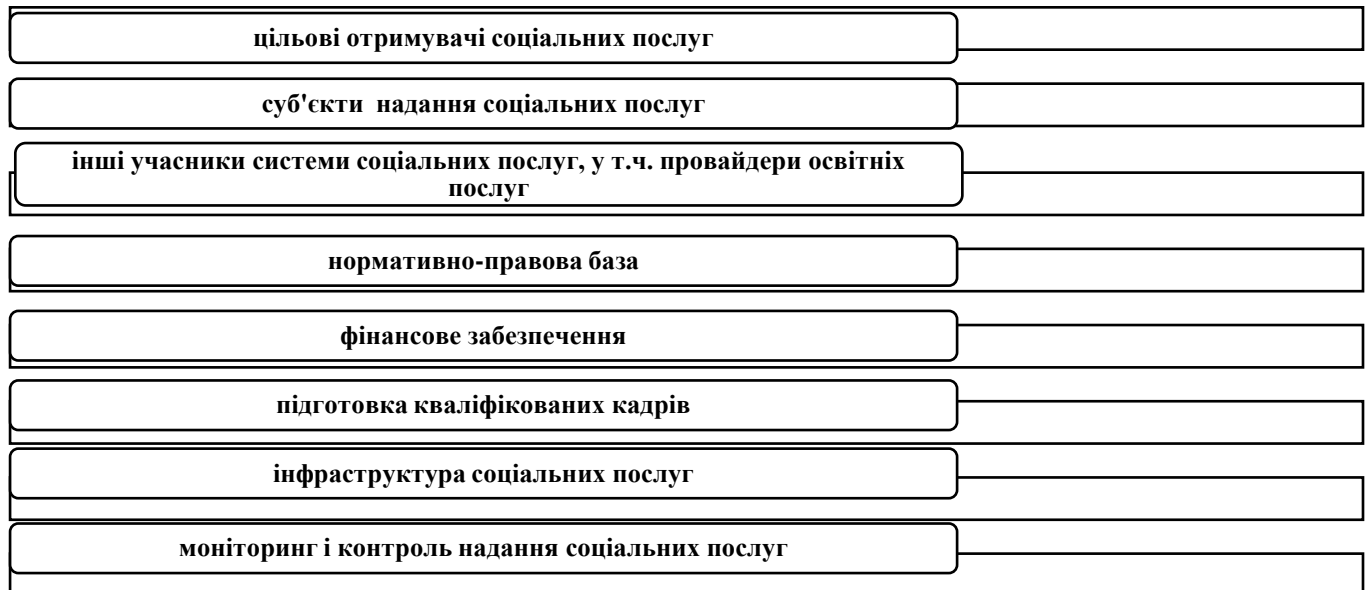 цільові отримувачі соціальних послуг
суб'єкти надання соціальних послуг
інші учасники системи соціальних послуг, у т.ч. провайдери освітніх
послуг
нормативно-правова база
фінансове забезпечення
підготовка кваліфікованих кадрів
інфраструктура соціальних послуг
моніторинг і контроль надання соціальних послуг